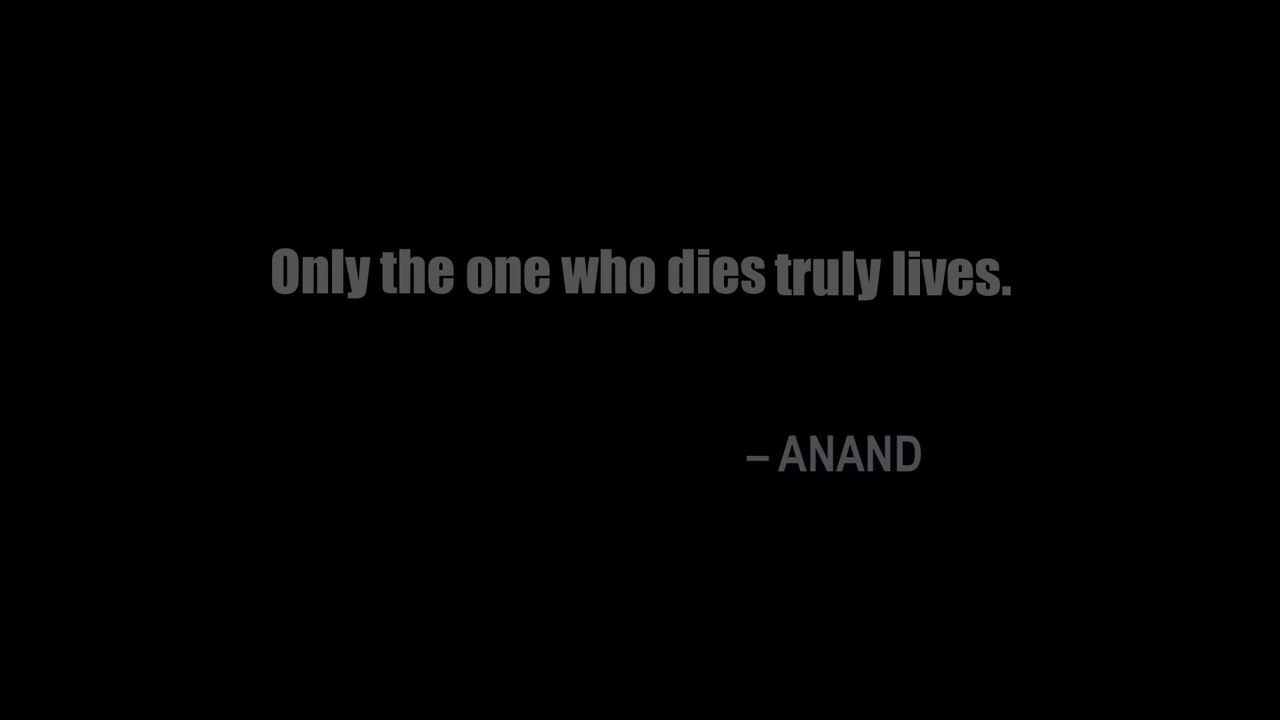 Only the one who dies truly lives.
– ANAND